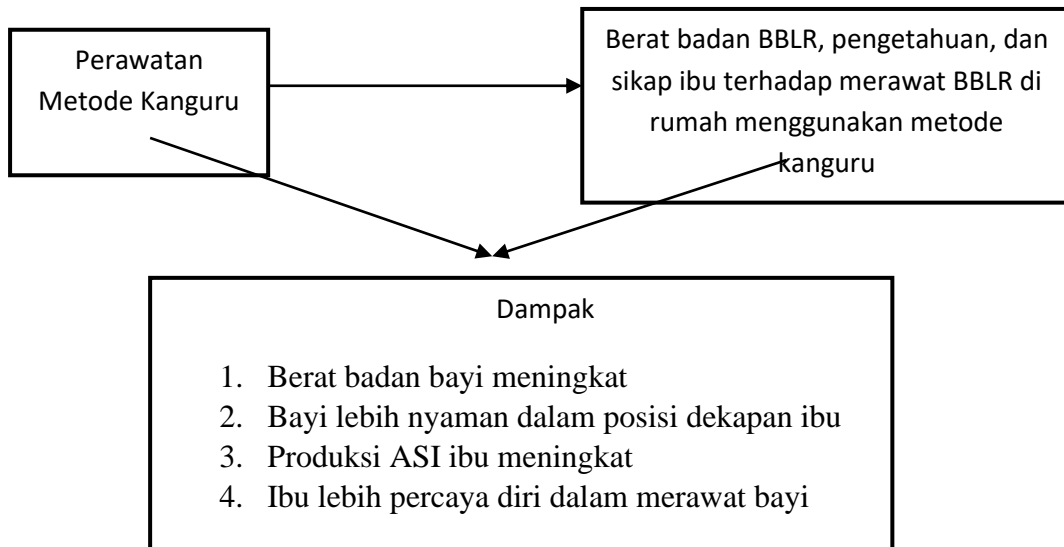 Perawatan
Metode Kanguru
Berat badan BBLR, pengetahuan, dan
sikap ibu terhadap merawat BBLR di
rumah menggunakan metode
kanguru
Dampak
1. Berat badan bayi meningkat
2. Bayi lebih nyaman dalam posisi dekapan ibu
3. Produksi ASI ibu meningkat
4. Ibu lebih percaya diri dalam merawat bayi